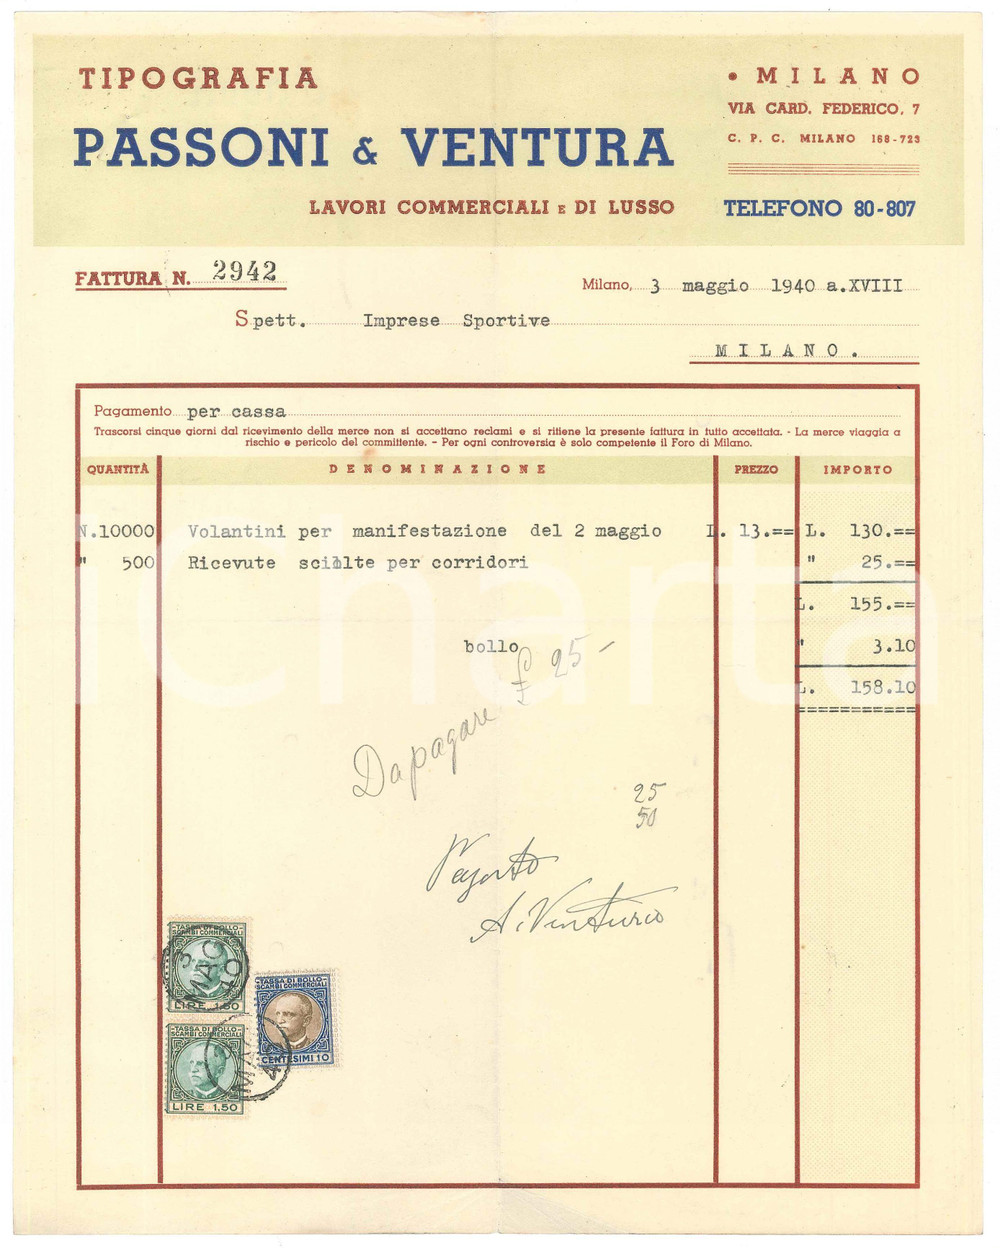 TIPOGRAFIA
PASSONI & VENTURA
LAVORI COMMERCIALI E DI LUSSO
• MILANO
VIA CARD. FEDERICO, 7
C. P. C. MILANO 168-723
TELEFONO 80-807
FATTURA N. 2942
Milano, 3 maggio 1940 a.XVIII
Spett. Imprese Sportive
MILANO.
Pagamento per cassa
Trascorsi cinque giorni dal ricevimento della merce non si accettano reclami e si ritiene la presente fattura in tutto accettata. - La merce viaggia a
rischio e pericolo del committente. - Per ogni controversia è solo competente il Foro di Milano.
QUANTITÀ DENOMINAZIONE PREZZO IMPORTO
N.10000 Volantini per manifestazione del 2 maggio L. 13.== L. 130.==
" 500 Ricevute sciolte per corridori " 25.==
L. 155.==
bollo " 3.10
L. 158.10
==========
iCharta
Da pagare £ 25 -
25
50
Pagato
A. Ventura
TASSA DI BOLLO
SCAMBI COMMERCIALI
LIRE 1,50
3 MAG 40
TASSA DI BOLLO
SCAMBI COMMERCIALI
CENTESIMI 10
TASSA DI BOLLO
SCAMBI COMMERCIALI
LIRE 1,50